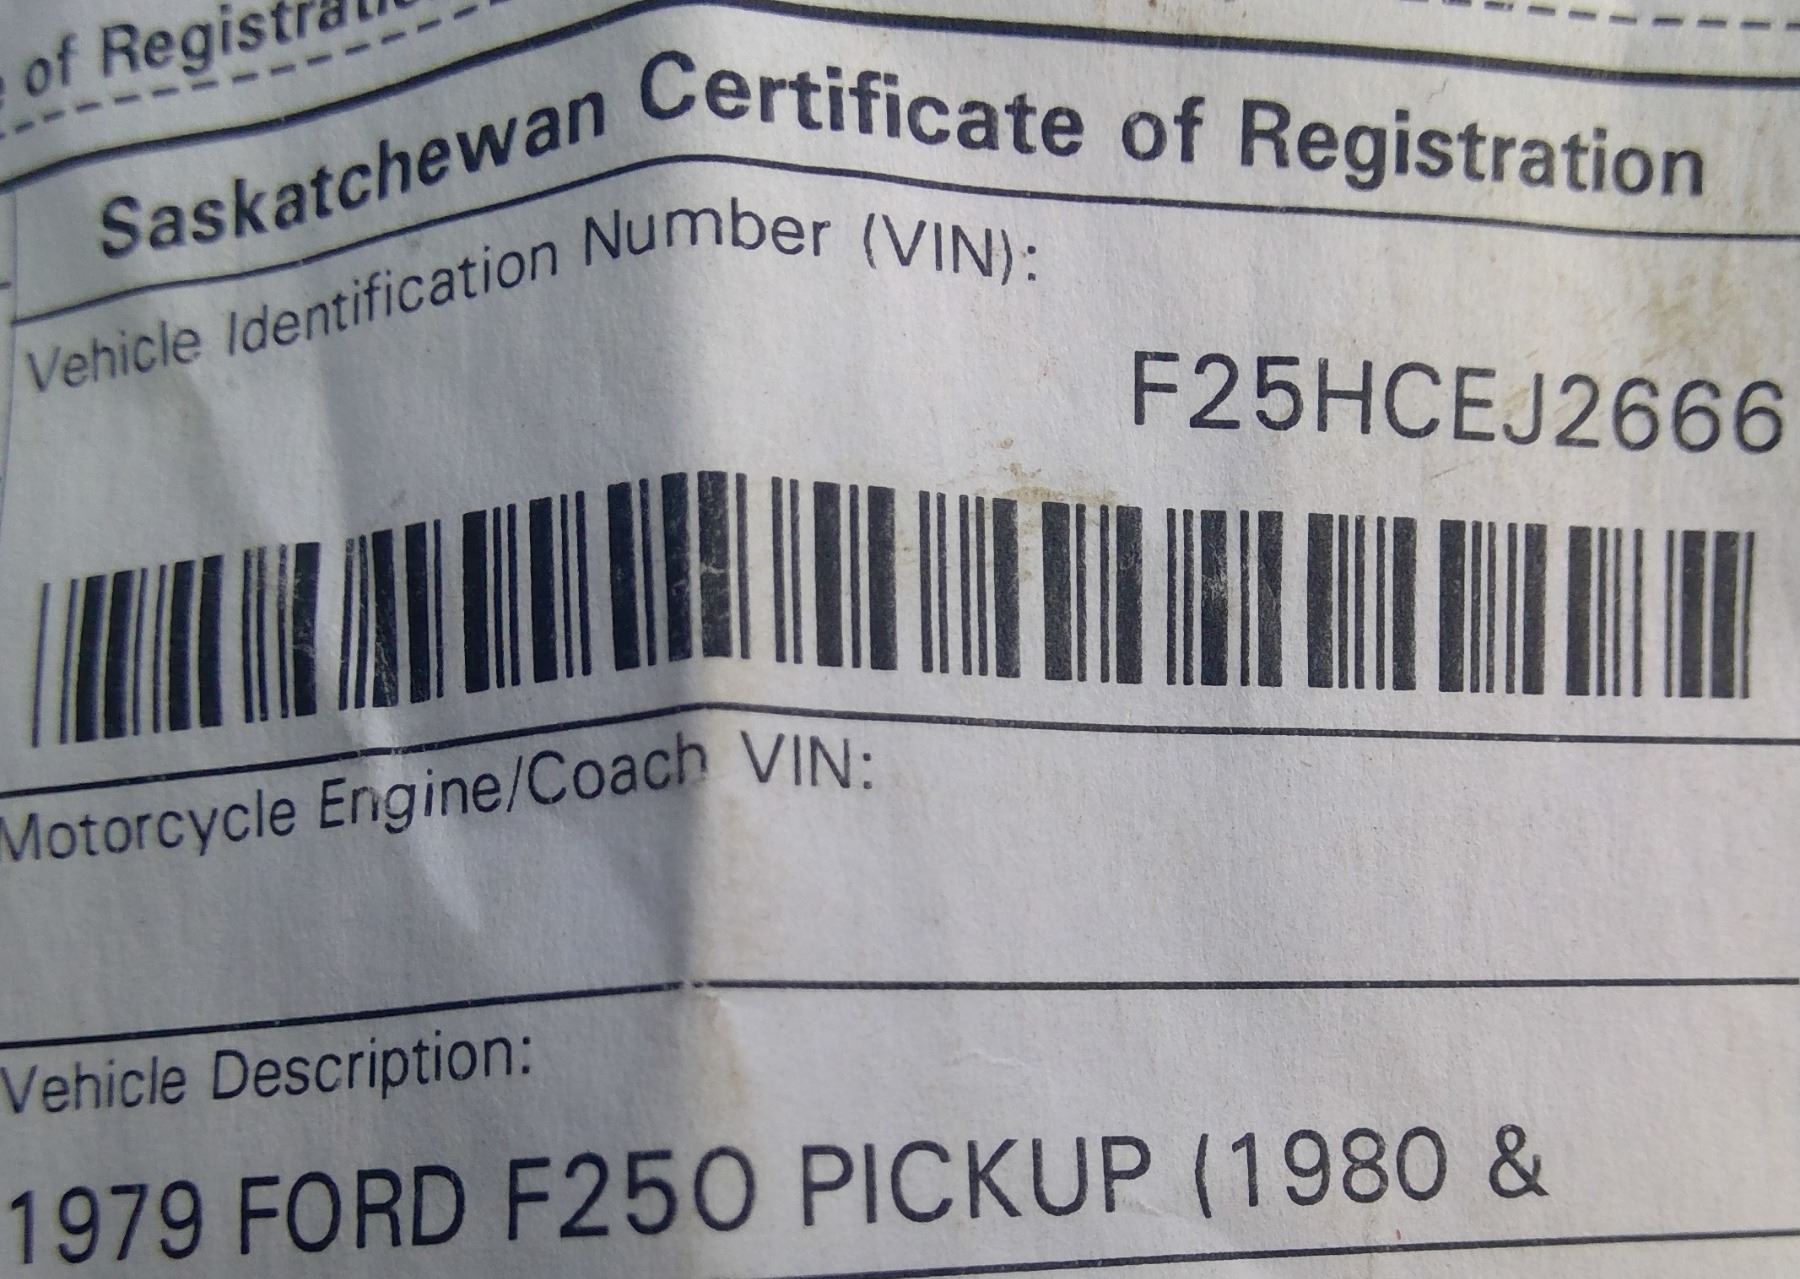 of Registrati
Saskatchewan Certificate of Registration
Vehicle Identification Number (VIN):
F25HCEJ2666
Motorcycle Engine/Coach VIN:
Vehicle Description:
1979 FORD F250 PICKUP (1980 &